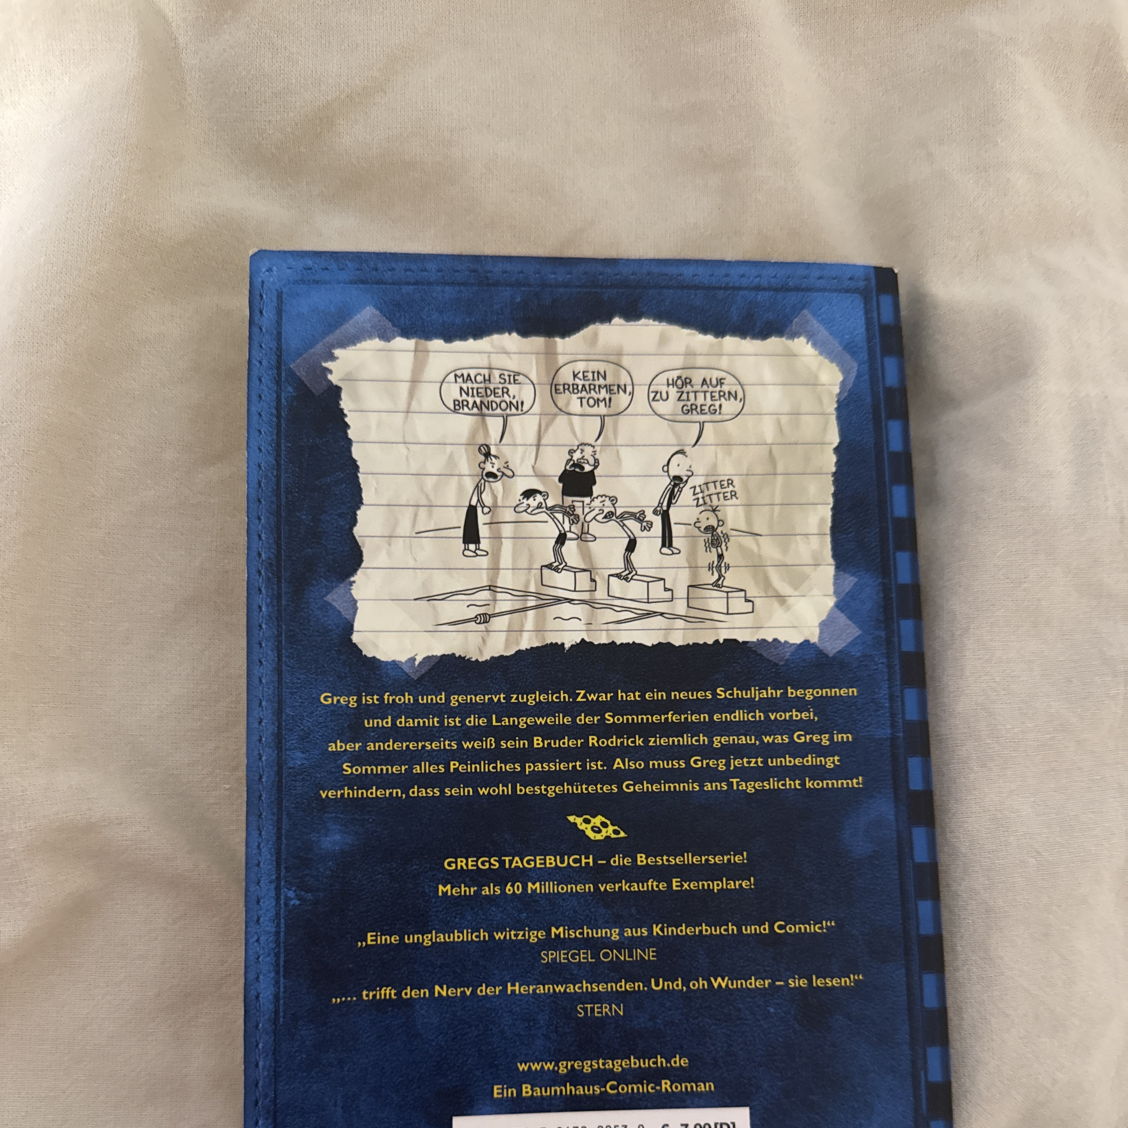 MACH SIE
NIEDER,
BRANDON!
KEIN
ERBARMEN,
TOM!
HÖR AUF
ZU ZITTERN,
GREG!
ZITTER
ZITTER
Greg ist froh und genervt zugleich. Zwar hat ein neues Schuljahr begonnen
und damit ist die Langeweile der Sommerferien endlich vorbei,
aber andererseits weiß sein Bruder Rodrick ziemlich genau, was Greg im
Sommer alles Peinliches passiert ist. Also muss Greg jetzt unbedingt
verhindern, dass sein wohl bestgehütetes Geheimnis ans Tageslicht kommt!
GREGS TAGEBUCH – die Bestsellerserie!
Mehr als 60 Millionen verkaufte Exemplare!
„Eine unglaublich witzige Mischung aus Kinderbuch und Comic!“
SPIEGEL ONLINE
„... trifft den Nerv der Heranwachsenden. Und, oh Wunder – sie lesen!“
STERN
www.gregstagebuch.de
Ein Baumhaus-Comic-Roman